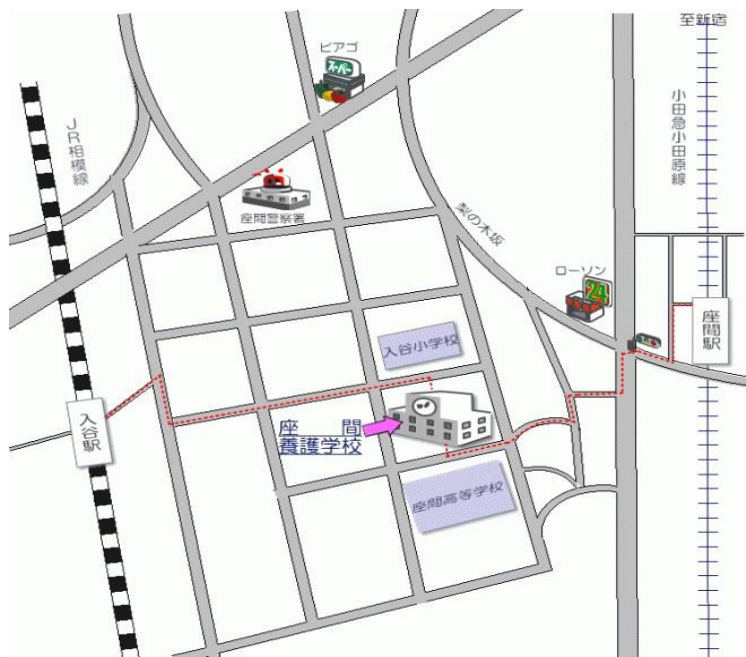 至新宿
ピアゴ
スーパー
小田急小田原線
JR相模線
座間警察署
梨の木坂
ローソン
24
座間駅
入谷小学校
入谷駅
座間
養護学校
座間高等学校